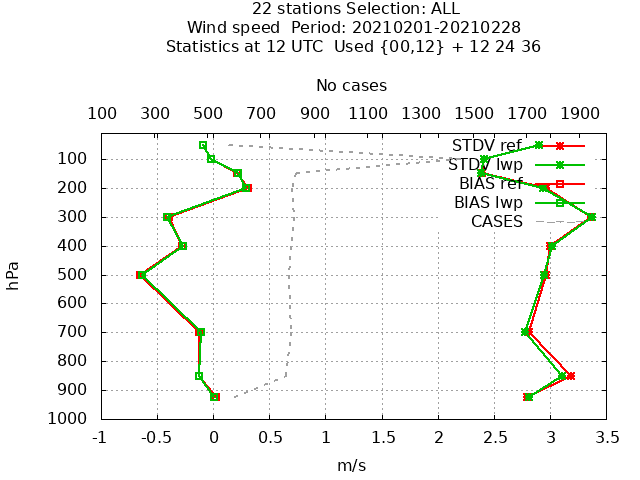 22 stations Selection: ALL
Wind speed  Period: 20210201-20210228
Statistics at 12 UTC  Used {00,12} + 12 24 36
No cases
100 300 500 700 900 1100 1300 1500 1700 1900
STDV ref
STDV lwp
BIAS ref
BIAS lwp
CASES
hPa
100
200
300
400
500
600
700
800
900
1000
-1 -0.5 0 0.5 1 1.5 2 2.5 3 3.5
m/s